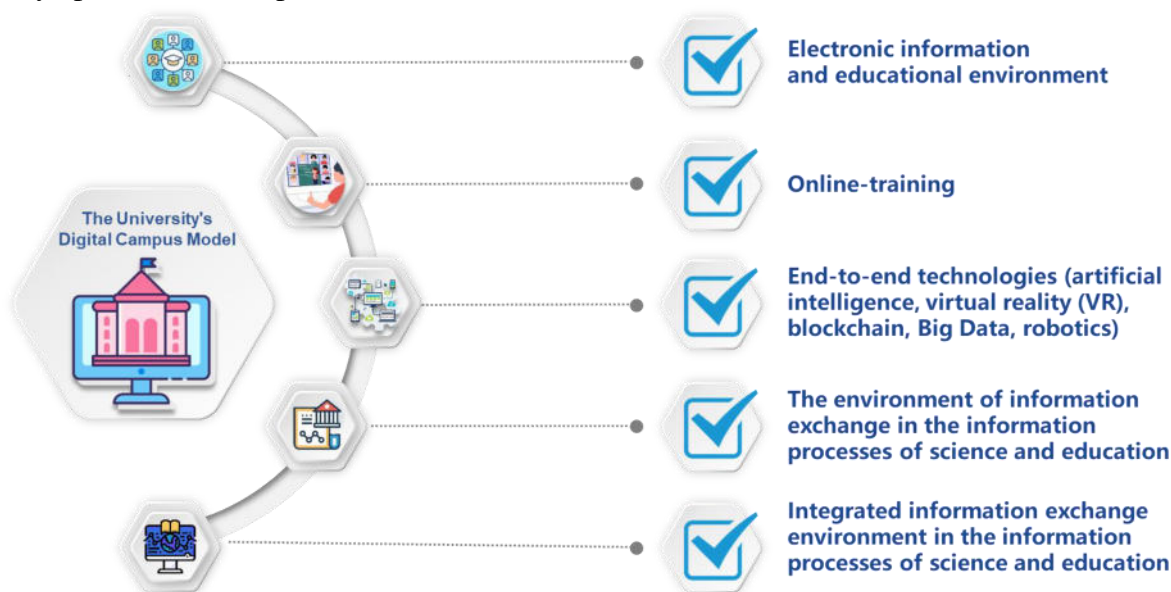 Electronic information
and educational environment
Online-training
The University's
Digital Campus Model
End-to-end technologies (artificial
intelligence, virtual reality (VR),
blockchain, Big Data, robotics)
The environment of information
exchange in the information
processes of science and education
Integrated information exchange
environment in the information
processes of science and education